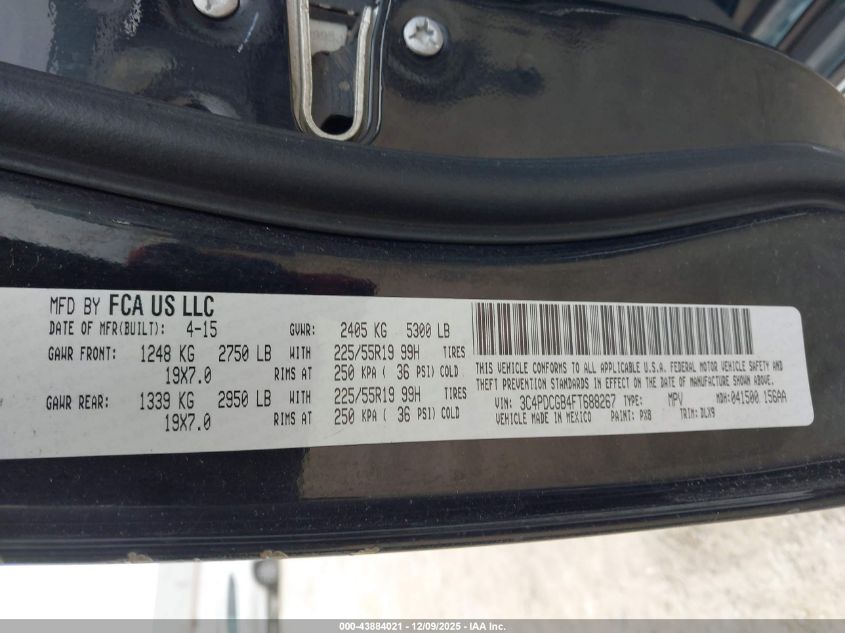 MFD BY FCA US LLC
DATE OF MFR(BUILT): 4-15 GVWR: 2405 KG 5300 LB
GAWR FRONT: 1248 KG 2750 LB WITH 225/55R19 99H TIRES
19X7.0 RIMS AT 250 KPA ( 36 PSI) COLD
GAWR REAR: 1339 KG 2950 LB WITH 225/55R19 99H TIRES
19X7.0 RIMS AT 250 KPA ( 36 PSI) COLD
THIS VEHICLE CONFORMS TO ALL APPLICABLE U.S.A. FEDERAL MOTOR VEHICLE SAFETY AND
THEFT PREVENTION STANDARDS IN EFFECT ON THE DATE OF MANUFACTURE SHOWN ABOVE.
VIN: 3C4PDCGB4FT688267 TYPE: MPV MDH: 041500 156AA
VEHICLE MADE IN MEXICO PAINT: PX8 TRIM: DLX9
000-43884021 - 12/09/2025 - IAA Inc.